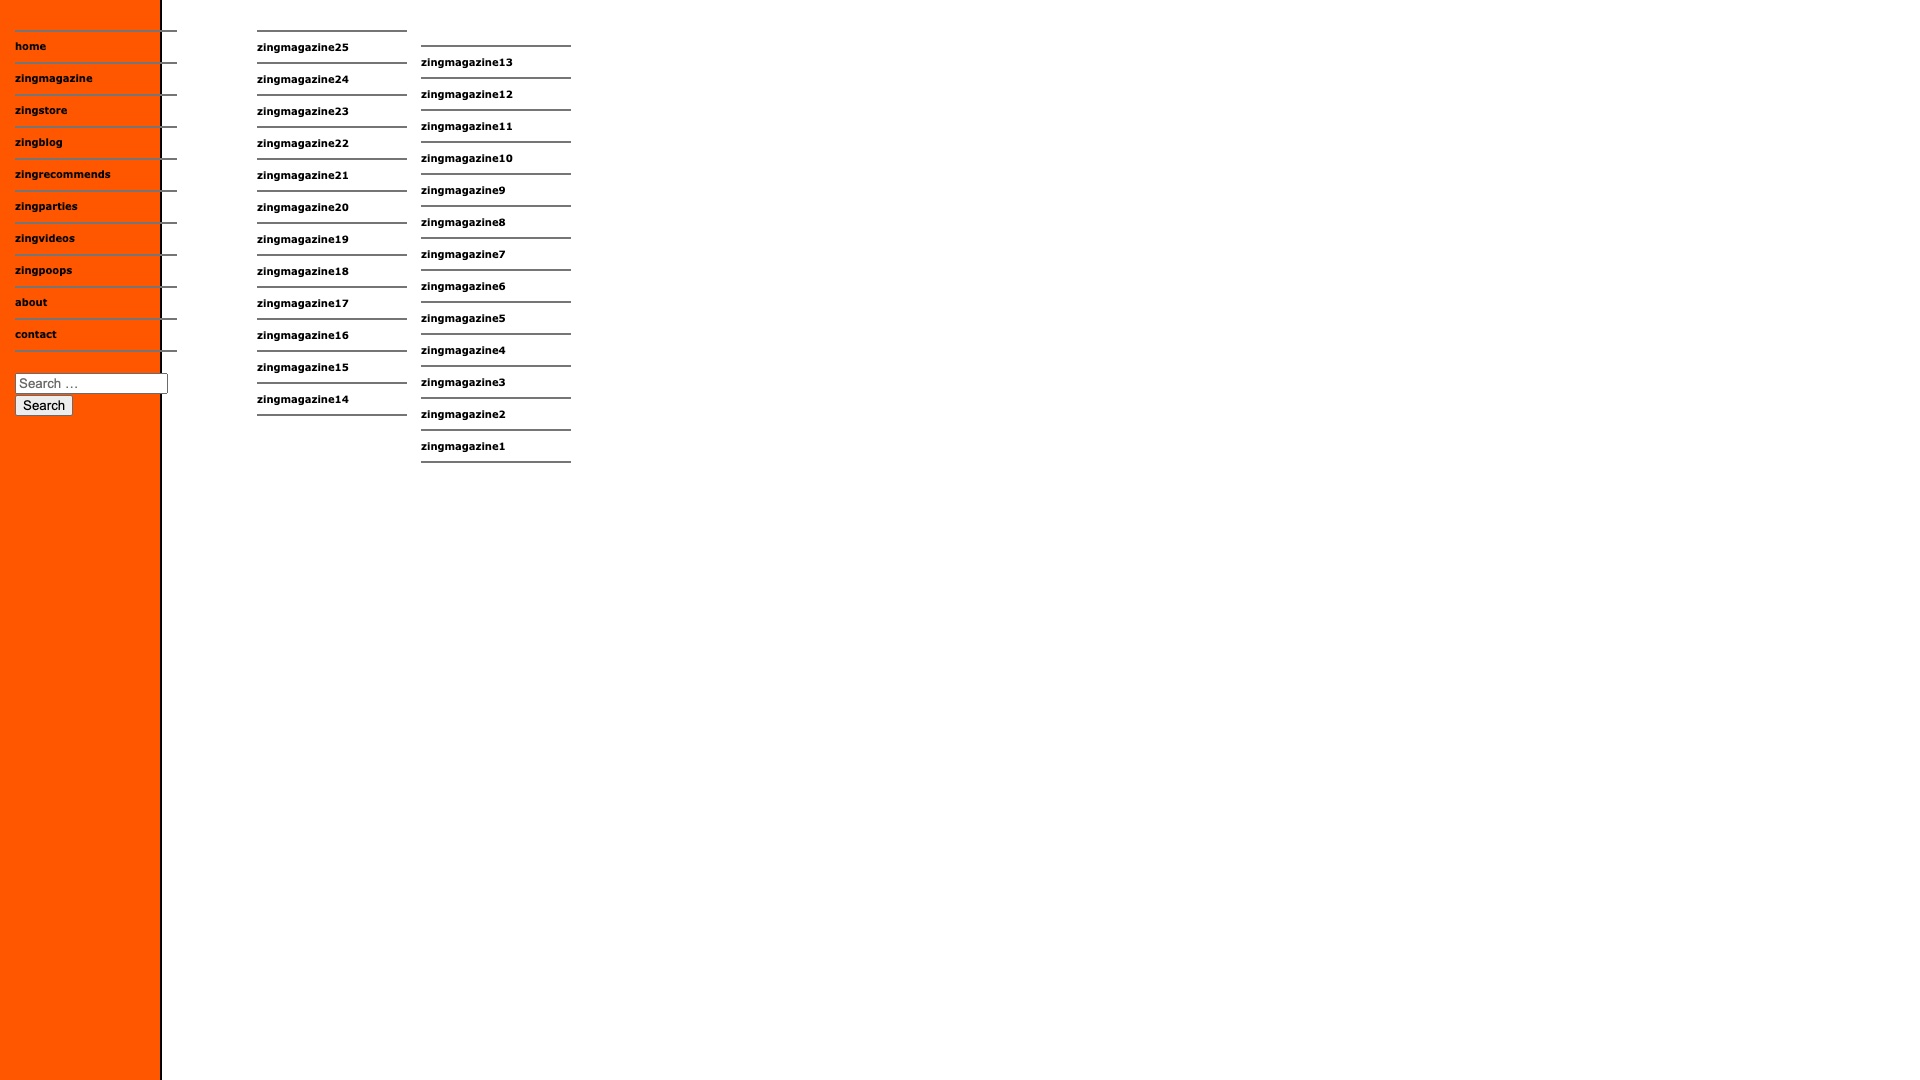 home
zingmagazine
zingstore
zingblog
zingrecommends
zingparties
zingvideos
zingpoops
about
contact
Search …
Search
zingmagazine25
zingmagazine24
zingmagazine23
zingmagazine22
zingmagazine21
zingmagazine20
zingmagazine19
zingmagazine18
zingmagazine17
zingmagazine16
zingmagazine15
zingmagazine14
zingmagazine13
zingmagazine12
zingmagazine11
zingmagazine10
zingmagazine9
zingmagazine8
zingmagazine7
zingmagazine6
zingmagazine5
zingmagazine4
zingmagazine3
zingmagazine2
zingmagazine1